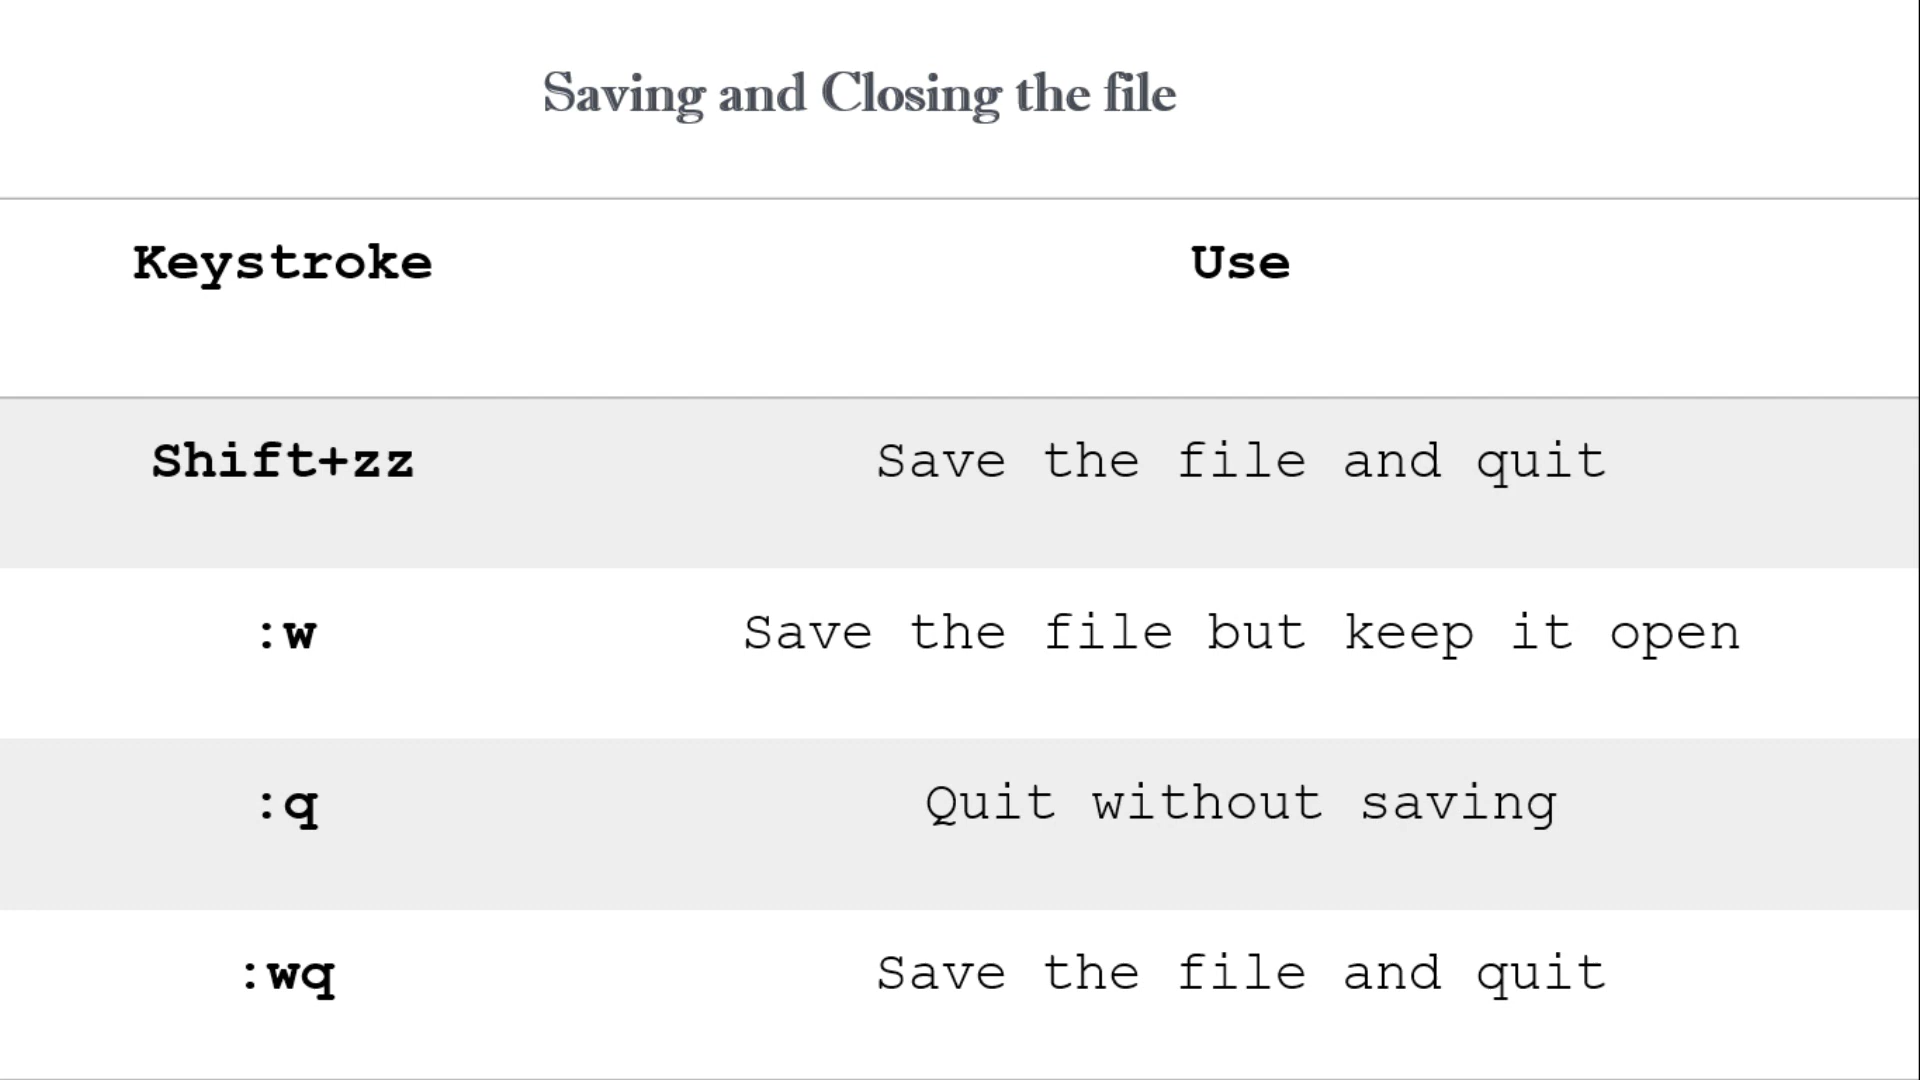 Saving and Closing the file
Keystroke Use
Shift+zz Save the file and quit
:w Save the file but keep it open
:q Quit without saving
:wq Save the file and quit